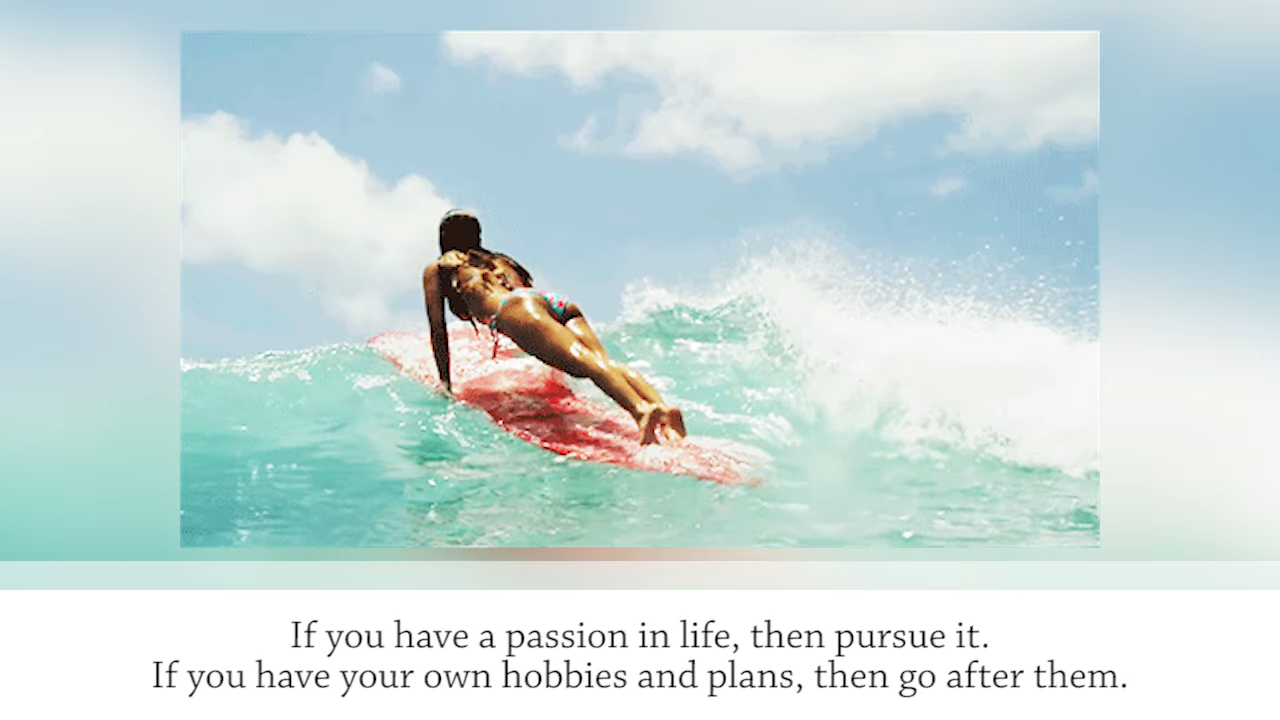 If you have a passion in life, then pursue it.
If you have your own hobbies and plans, then go after them.